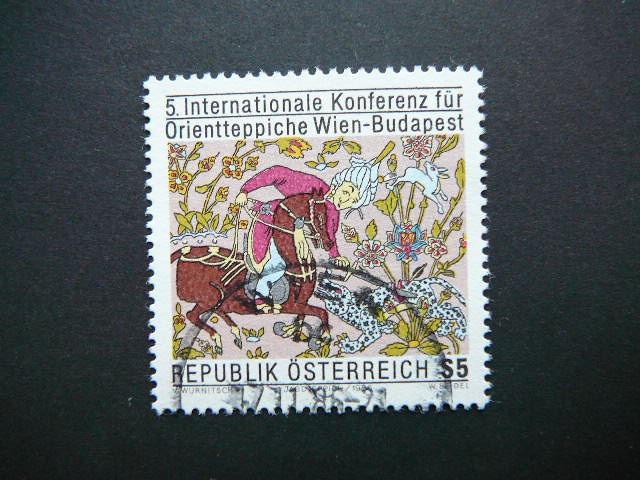 5. Internationale Konferenz für
Orientteppiche Wien-Budapest
REPUBLIK ÖSTERREICH S5